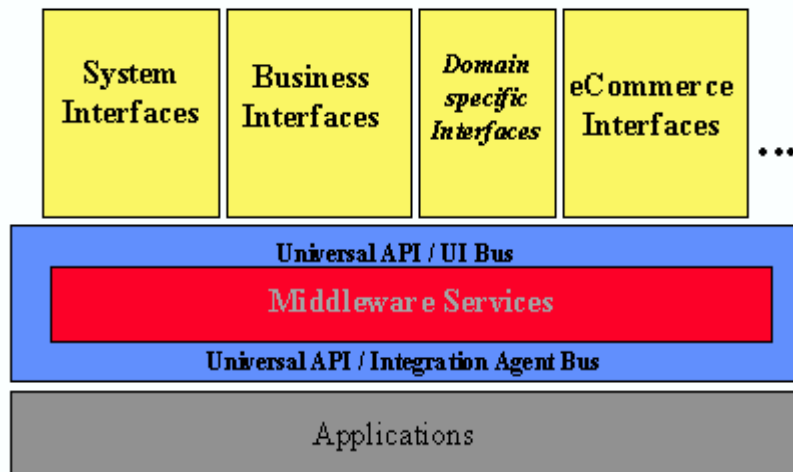 System
Interfaces
Business
Interfaces
Domain
specific
Interfaces
eCommerce
Interfaces
...
Universal API / UI Bus
Middleware Services
Universal API / Integration Agent Bus
Applications